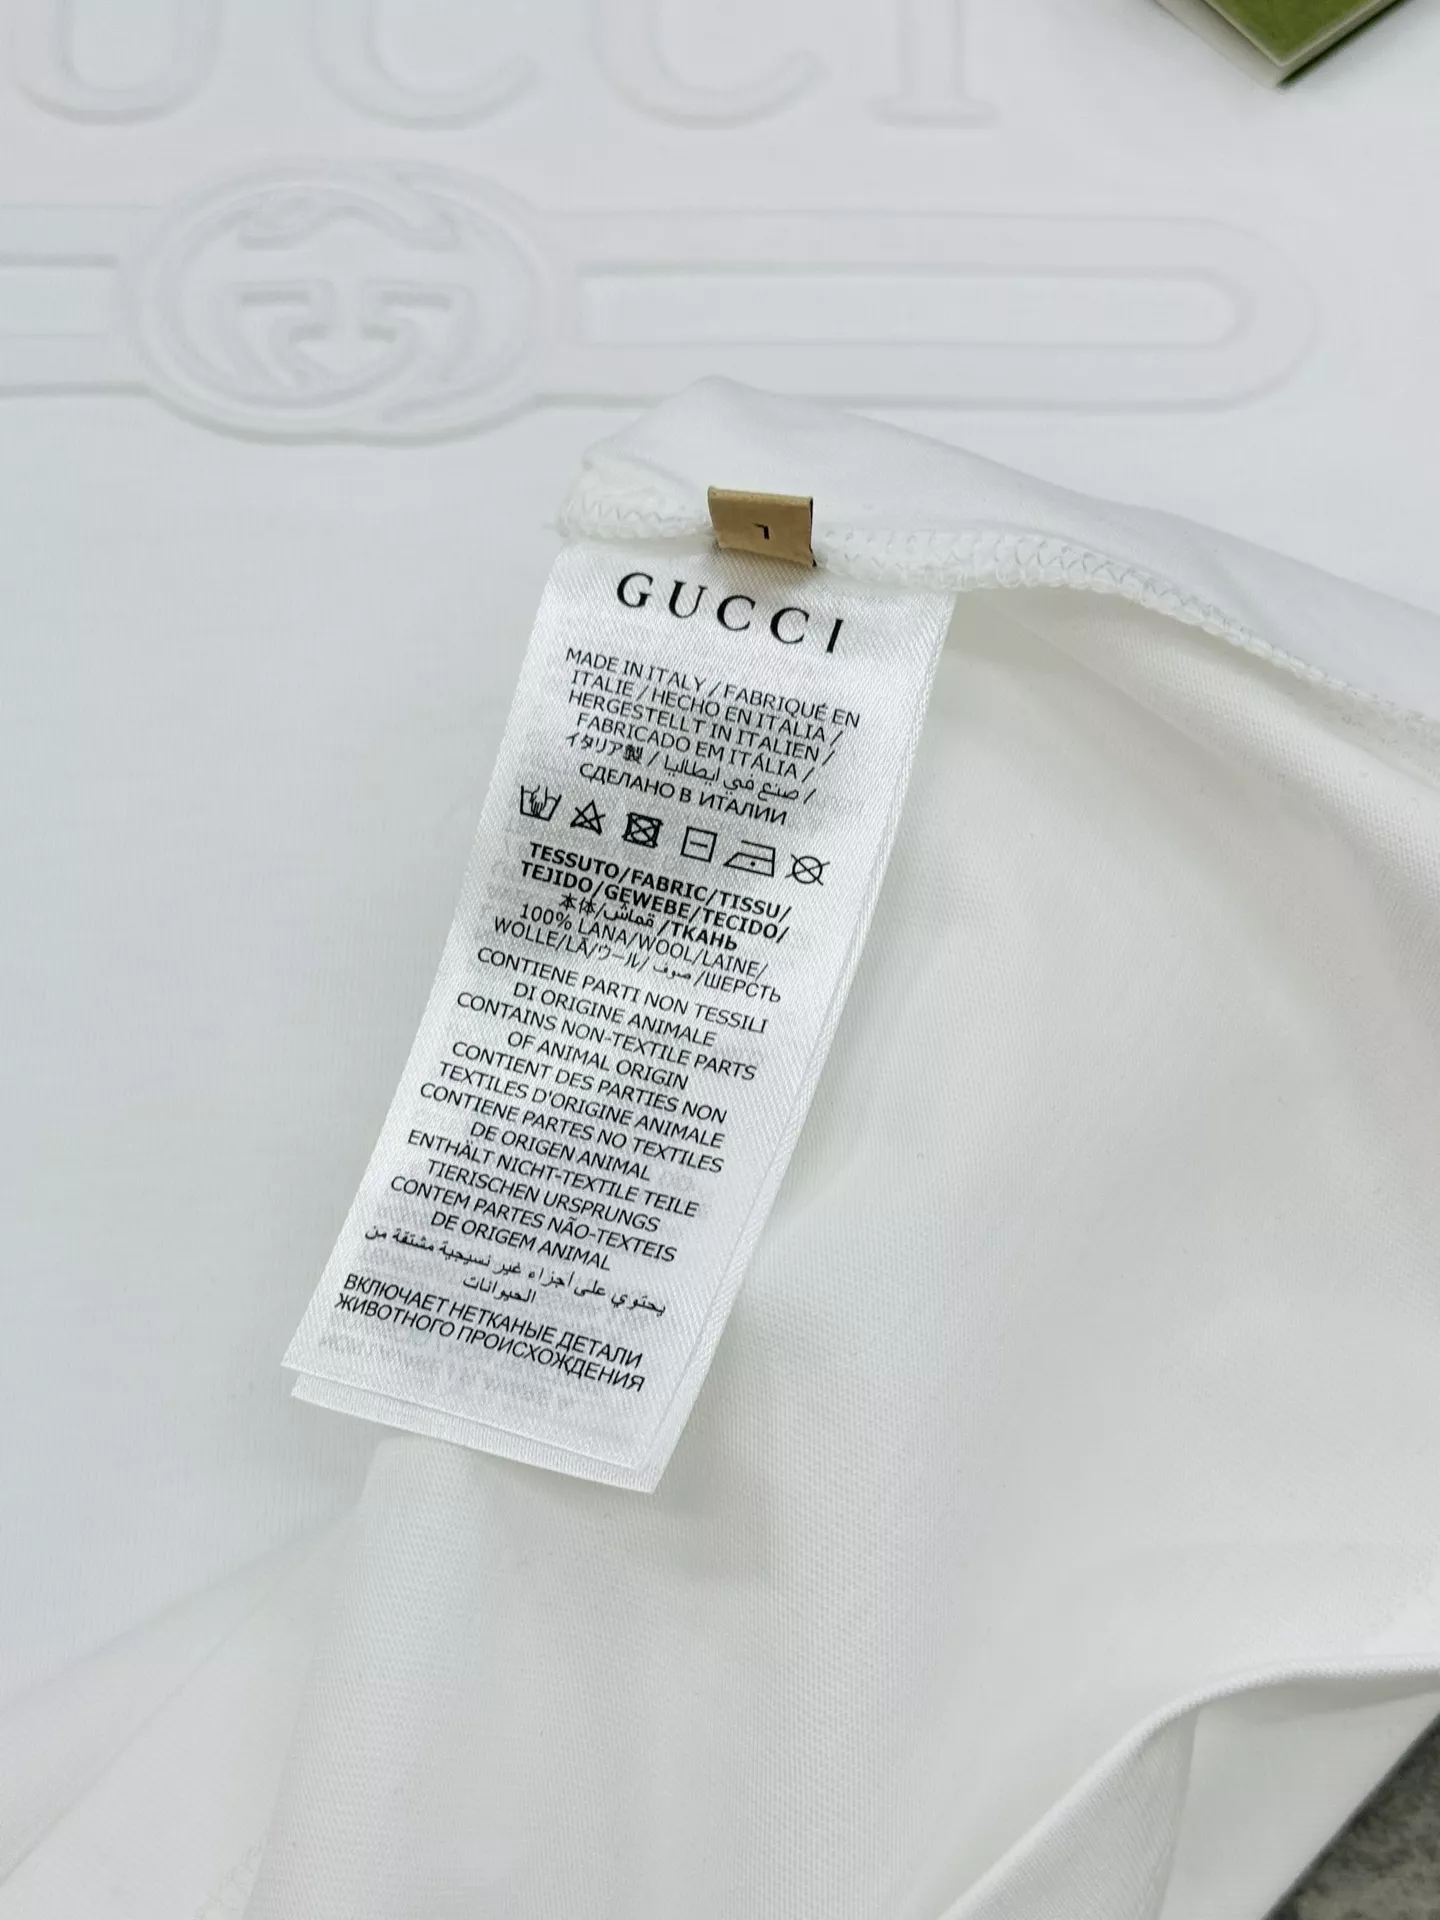 UCCI
L
GUCCI
MADE IN ITALY / FABRIQUÉ EN
ITALIE / HECHO EN ITALIA /
HERGESTELLT IN ITALIEN /
FABRICADO EM ITÁLIA /
イタリア製 / صنع في إيطاليا /
СДЕЛАНО В ИТАЛИИ
TESSUTO/FABRIC/TISSU/
TEJIDO/GEWEBE/TECIDO/
本体/قماش /ТКАНЬ
100% LANA/WOOL/LAINE/
WOLLE/LÃ/ウール/ صوف /ШЕРСТЬ
CONTIENE PARTI NON TESSILI
DI ORIGINE ANIMALE
CONTAINS NON-TEXTILE PARTS
OF ANIMAL ORIGIN
CONTIENT DES PARTIES NON
TEXTILES D'ORIGINE ANIMALE
CONTIENE PARTES NO TEXTILES
DE ORIGEN ANIMAL
ENTHÄLT NICHT-TEXTILE TEILE
TIERISCHEN URSPRUNGS
CONTEM PARTES NÃO-TEXTEIS
DE ORIGEM ANIMAL
يحتوي على أجزاء غير نسيجية مشتقة من
الحيوانات
ВКЛЮЧАЕТ НЕТКАНЫЕ ДЕТАЛИ
ЖИВОТНОГО ПРОИСХОЖДЕНИЯ